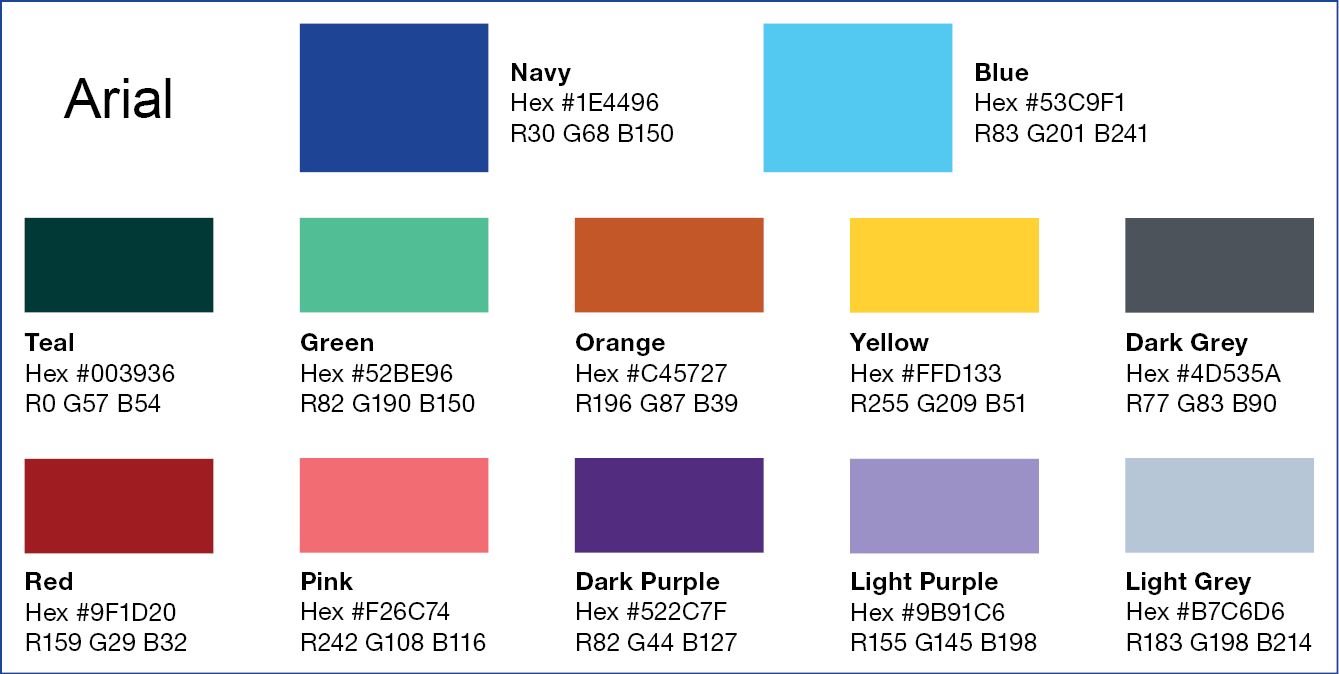 Arial
Navy
Hex #1E4496
R30 G68 B150
Blue
Hex #53C9F1
R83 G201 B241
Teal
Hex #003936
R0 G57 B54
Green
Hex #52BE96
R82 G190 B150
Orange
Hex #C45727
R196 G87 B39
Yellow
Hex #FFD133
R255 G209 B51
Dark Grey
Hex #4D535A
R77 G83 B90
Red
Hex #9F1D20
R159 G29 B32
Pink
Hex #F26C74
R242 G108 B116
Dark Purple
Hex #522C7F
R82 G44 B127
Light Purple
Hex #9B91C6
R155 G145 B198
Light Grey
Hex #B7C6D6
R183 G198 B214